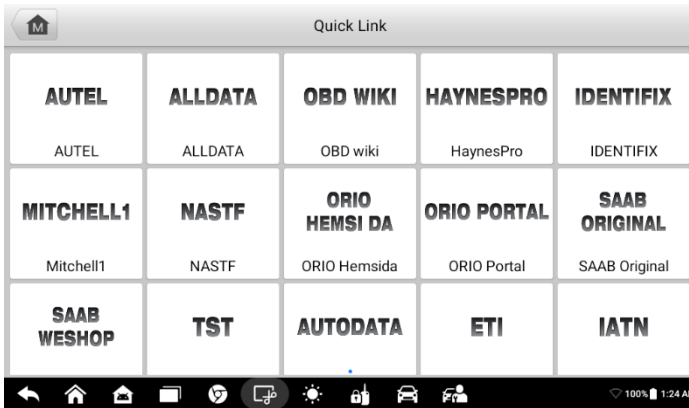 M
Quick Link
AUTEL
ALLDATA
OBD WIKI
HAYNESPRO
IDENTIFIX
AUTEL
ALLDATA
OBD wiki
HaynesPro
IDENTIFIX
MITCHELL1
NASTF
ORIO
HEMSI DA
ORIO PORTAL
SAAB
ORIGINAL
Mitchell1
NASTF
ORIO Hemsida
ORIO Portal
SAAB Original
SAAB
WESHOP
TST
AUTODATA
ETI
IATN
100% 1:24 A